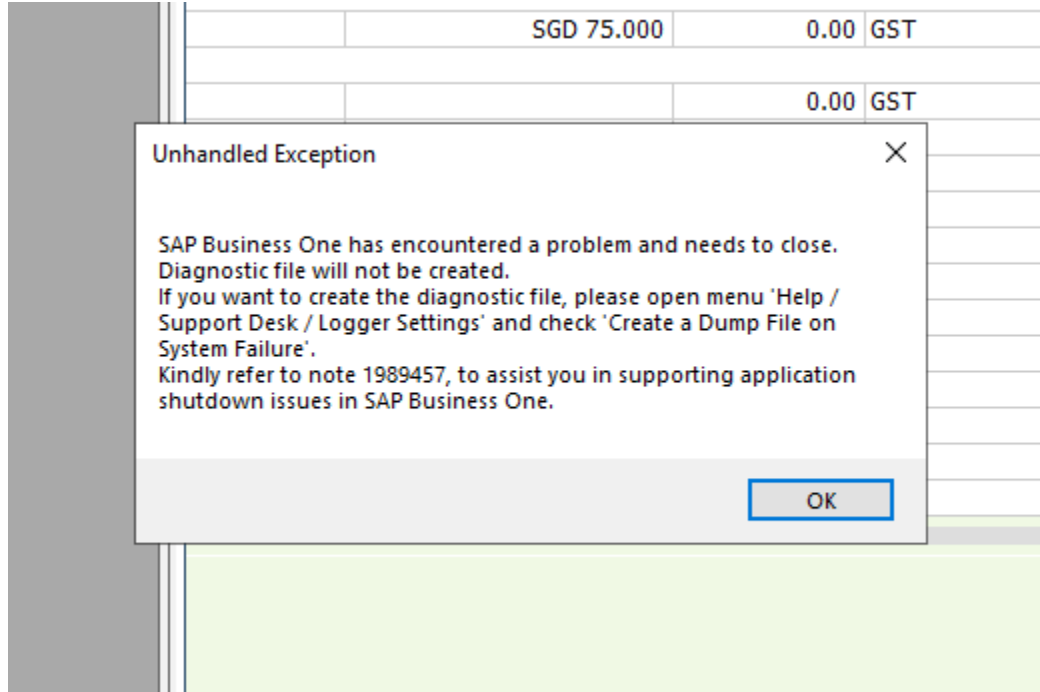 SGD 75.000 0.00 GST
0.00 GST
Unhandled Exception
SAP Business One has encountered a problem and needs to close.
Diagnostic file will not be created.
If you want to create the diagnostic file, please open menu 'Help /
Support Desk / Logger Settings' and check 'Create a Dump File on
System Failure'.
Kindly refer to note 1989457, to assist you in supporting application
shutdown issues in SAP Business One.
OK